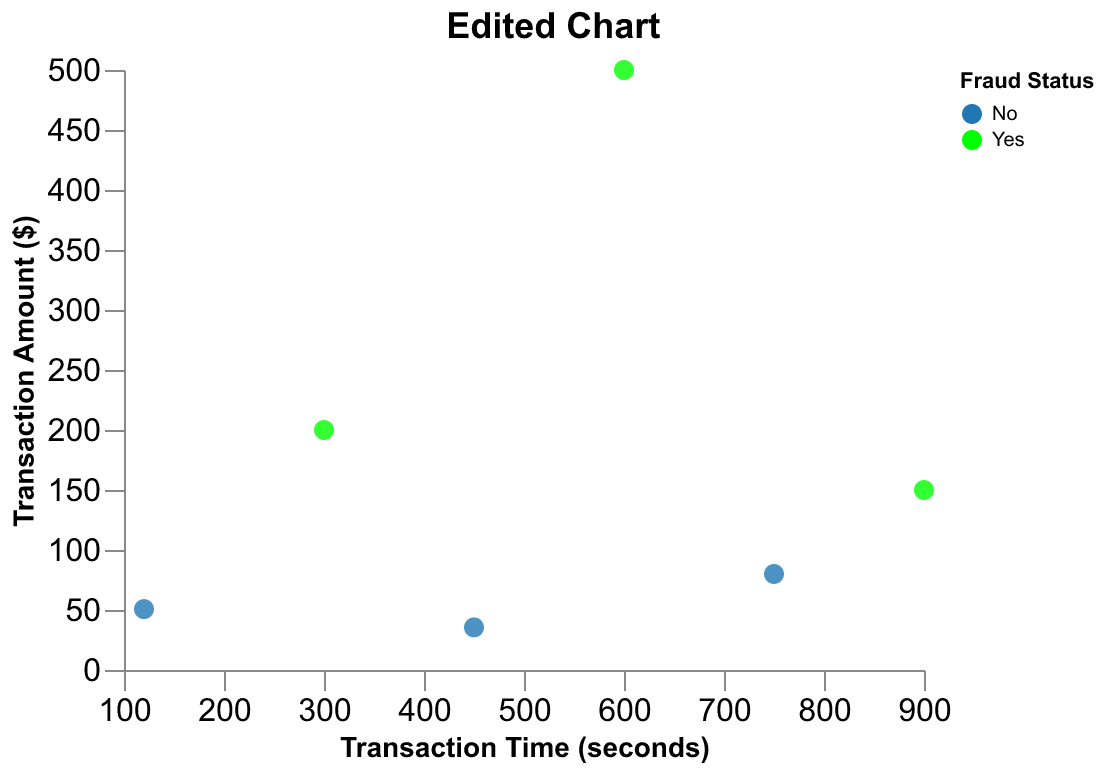 Edited Chart
500
450
400
350
300
250
200
150
100
50
0
Transaction Amount ($)
100 200 300 400 500 600 700 800 900
Transaction Time (seconds)
Fraud Status
No
Yes